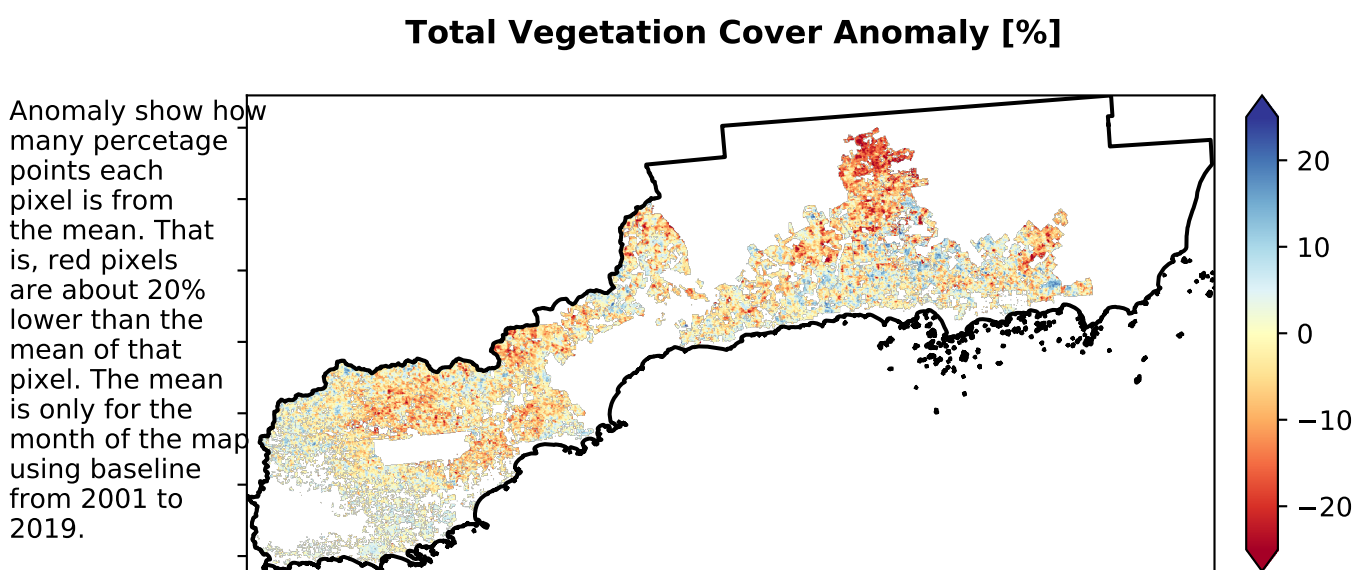 Total Vegetation Cover Anomaly [%]
Anomaly show how
many percetage
points each
pixel is from
the mean. That
is, red pixels
are about 20%
lower than the
mean of that
pixel. The mean
is only for the
month of the map
using baseline
from 2001 to
2019.
20
10
0
−10
−20